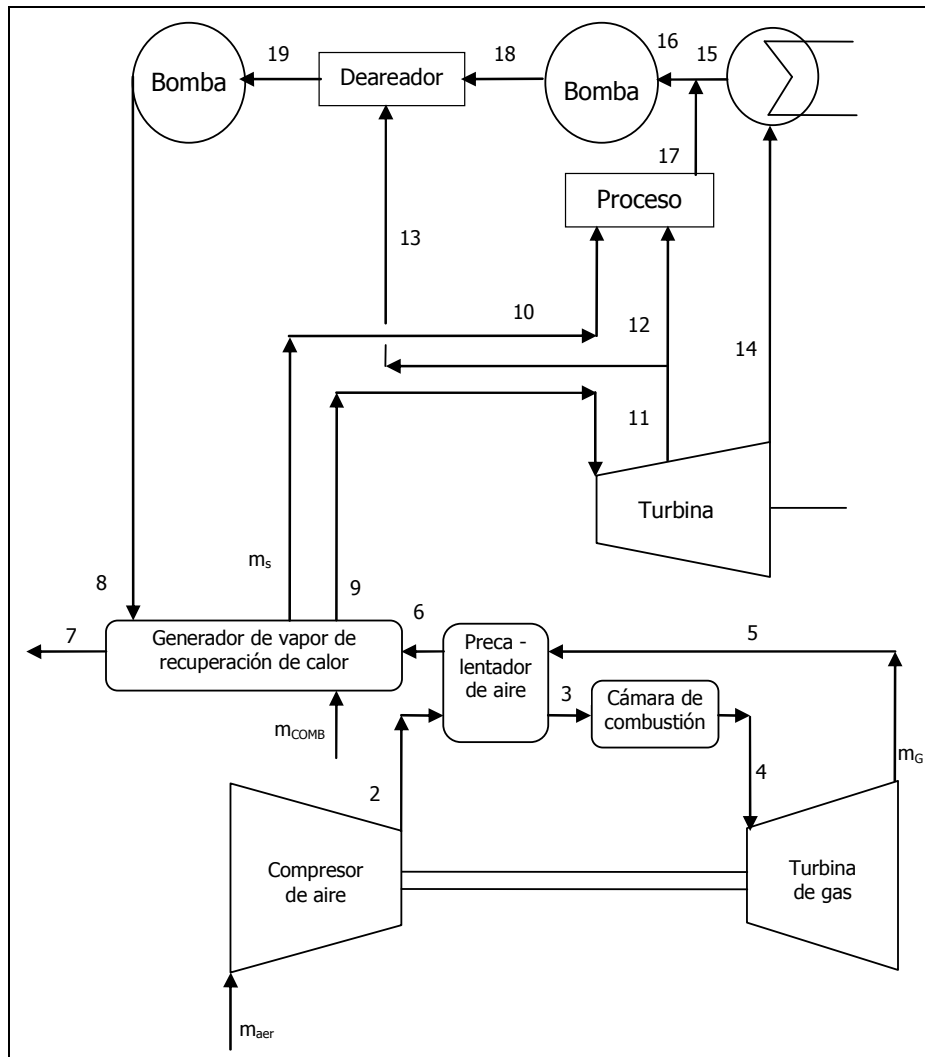 19
18
16
15
Bomba
Deareador
Bomba
17
Proceso
13
10
12
14
11
Turbina
mS
9
8
7
6
5
Generador de vapor de
recuperación de calor
Preca -
lentador
de aire
3
Cámara de
combustión
mCOMB
2
4
mG
Compresor
de aire
Turbina
de gas
maer